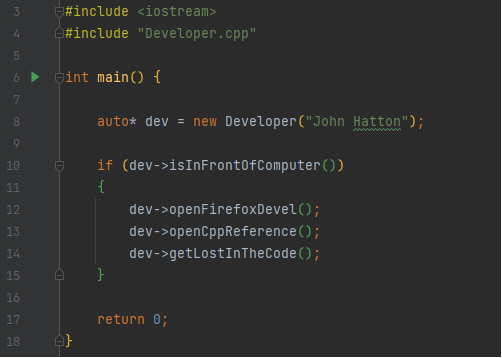 3 #include <iostream>
4 #include "Developer.cpp"
5
6 int main() {
7
8 auto* dev = new Developer("John Hatton");
9
10 if (dev->isInFrontOfComputer())
11 {
12 dev->openFirefoxDevel();
13 dev->openCppReference();
14 dev->getLostInTheCode();
15 }
16
17 return 0;
18 }